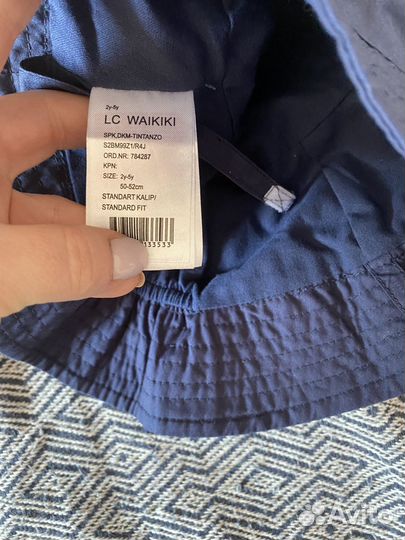 2y-5y
LC WAIKIKI
SPK,DKM-TINTANZO
S2BM99Z1/R4J
ORD.NR: 784287
KPN:
SIZE: 2y-5y
50-52cm
STANDART KALIP/
STANDARD FIT
133533
Avito